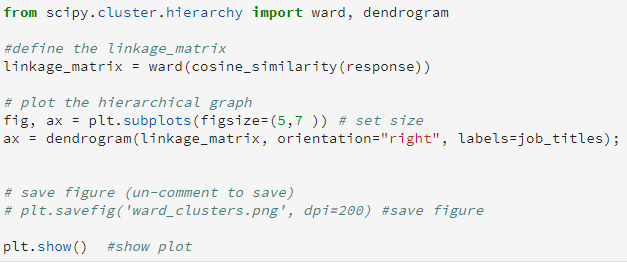 from scipy.cluster.hierarchy import ward, dendrogram
#define the linkage_matrix
linkage_matrix = ward(cosine_similarity(response))
# plot the hierarchical graph
fig, ax = plt.subplots(figsize=(5,7 )) # set size
ax = dendrogram(linkage_matrix, orientation="right", labels=job_titles);
# save figure (un-comment to save)
# plt.savefig('ward_clusters.png', dpi=200) #save figure
plt.show()  #show plot